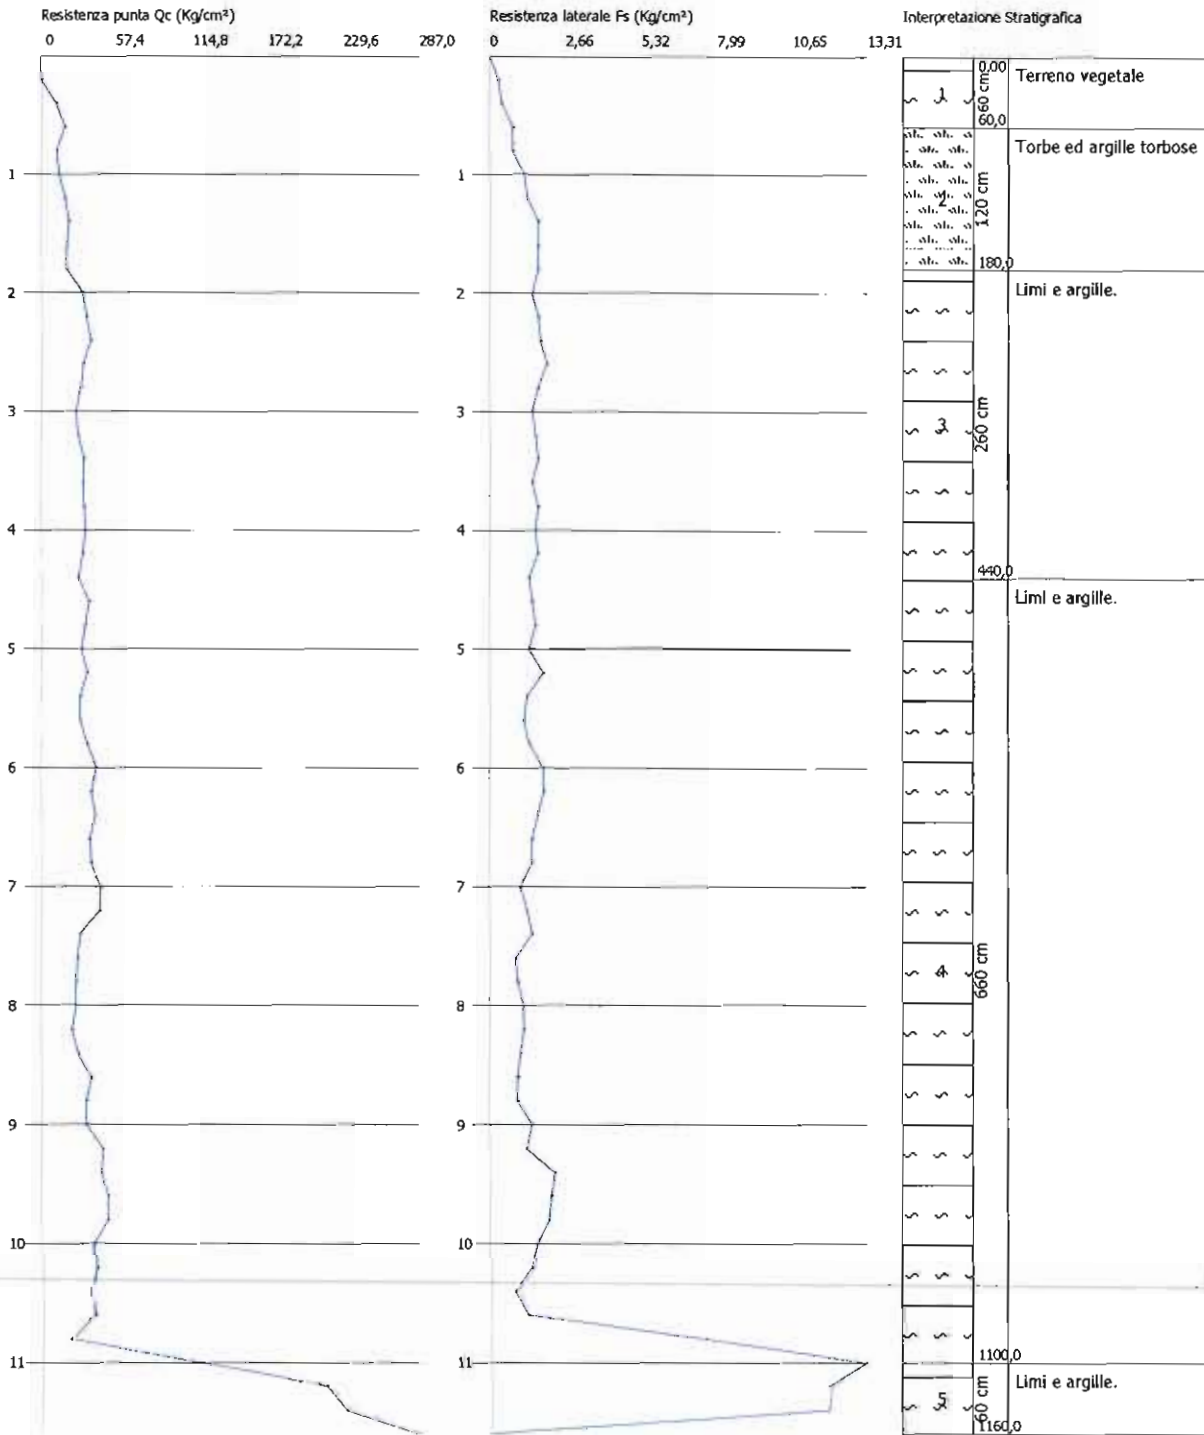 Resistenza punta Qc (Kg/cm²)
0 57,4 114,8 172,2 229,6 287,0
1
2
3
4
5
6
7
8
9
10
11
Resistenza laterale Fs (Kg/cm²)
0 2,66 5,32 7,99 10,65 13,31
1
2
3
4
5
6
7
8
9
10
11
Interpretazione Stratigrafica
0,00
1
60 cm
60,0
Terreno vegetale
2
120 cm
180,0
Torbe ed argille torbose
3
260 cm
440,0
Limi e argille.
4
660 cm
1100,0
Limi e argille.
5
60 cm
1160,0
Limi e argille.